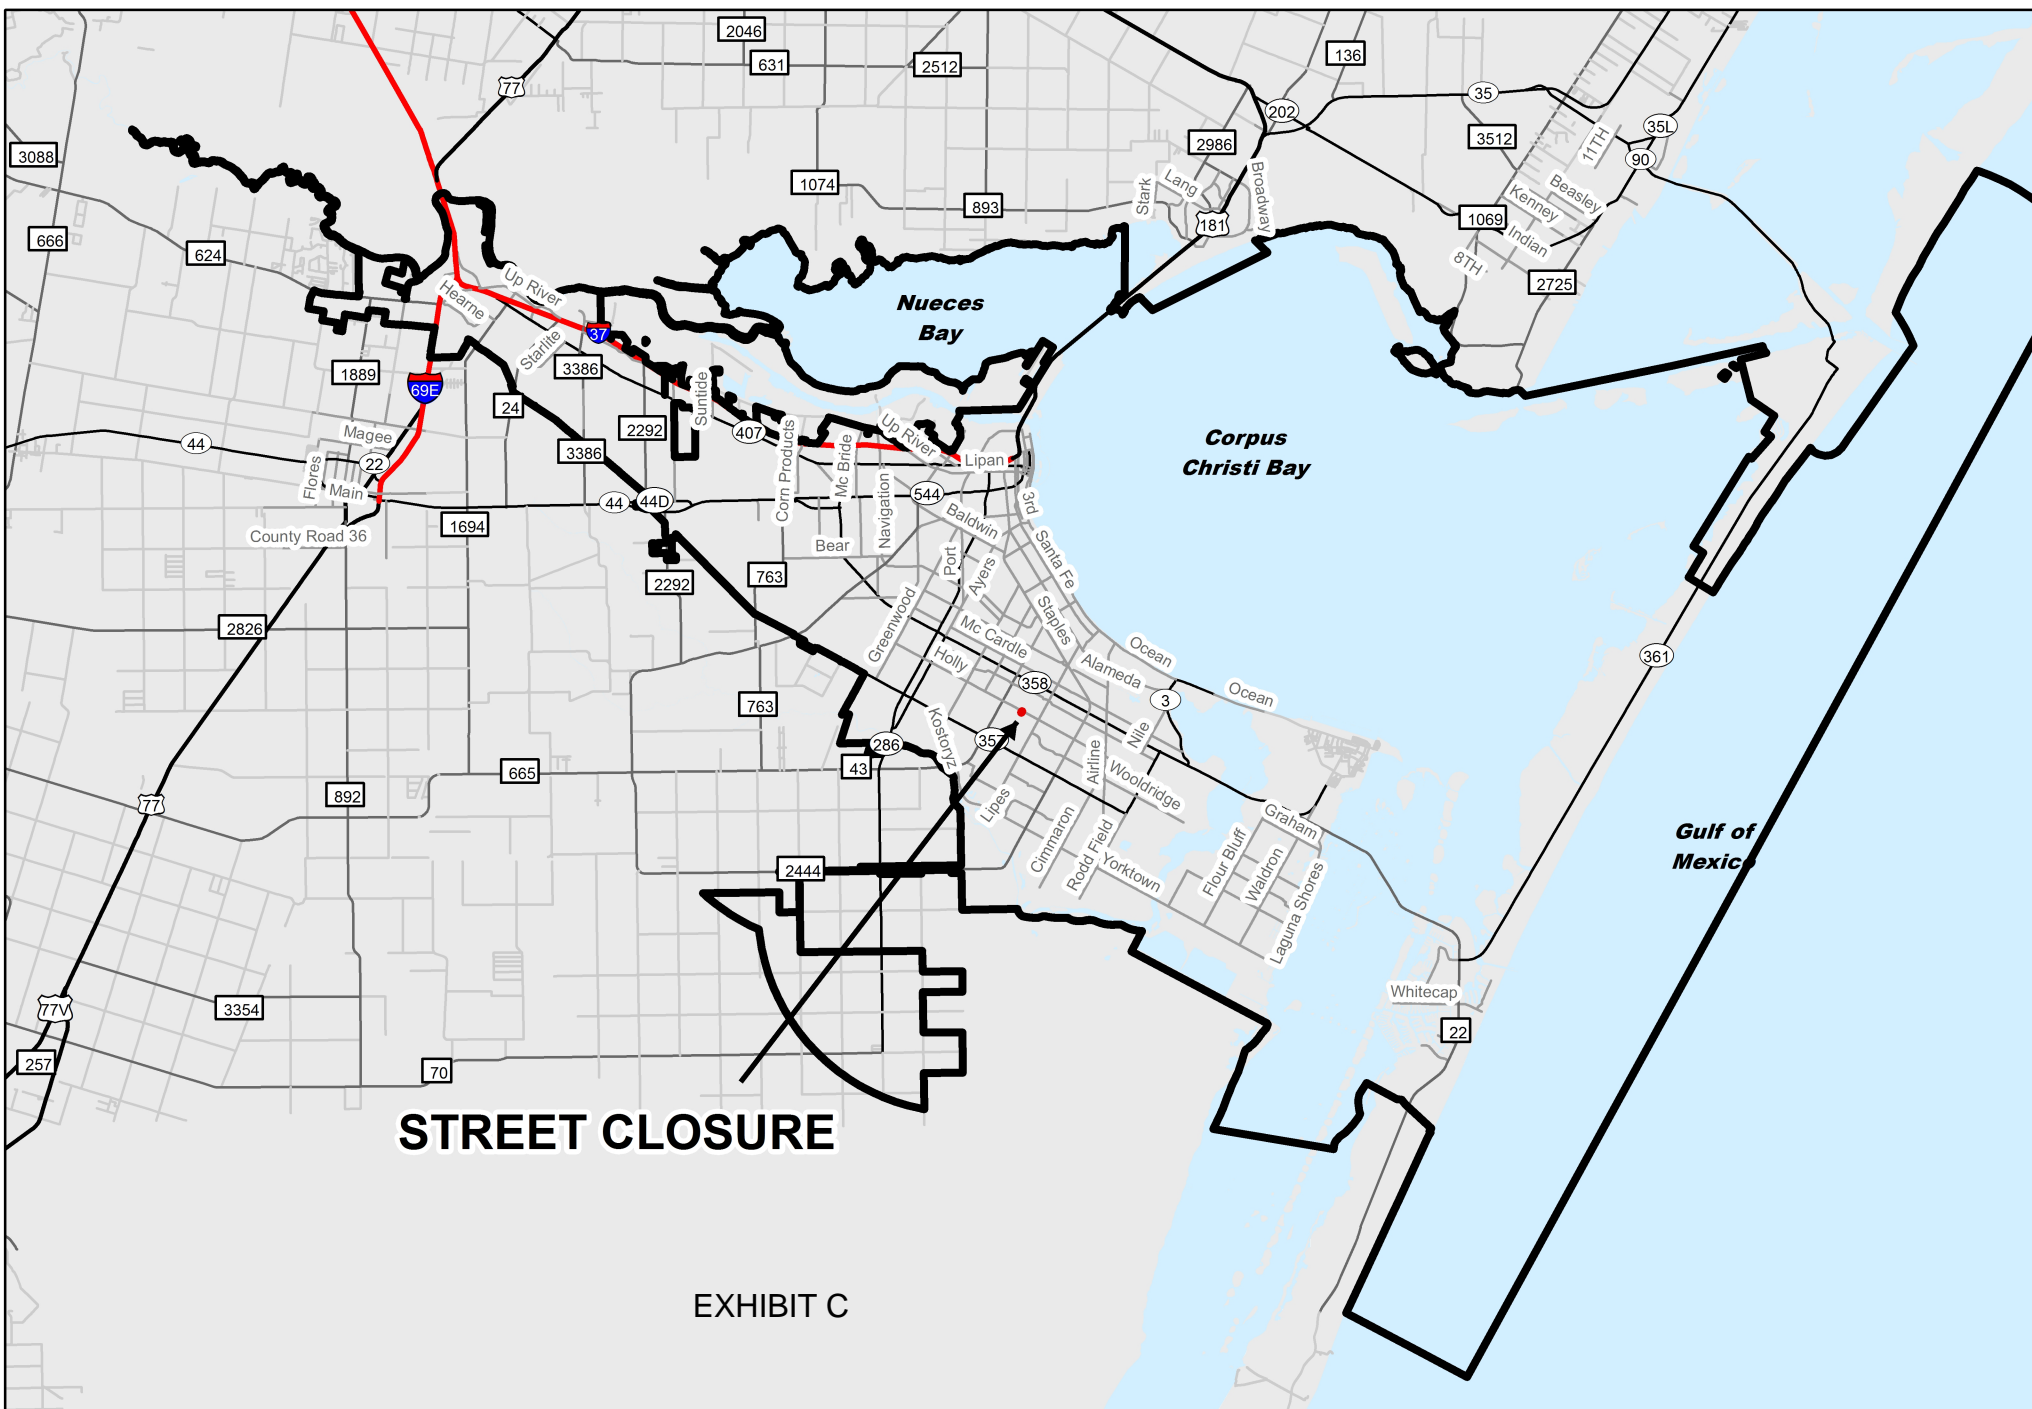 2046
631
2512
136
77
35
202
3512
35L
11TH
90
3088
2986
1074
Lang
Stark
Broadway
Beasley
Kenney
893
1069
181
Indian
666
624
8TH
2725
Up River
Hearne
Nueces
Bay
37
Starlite
3386
1889
69E
Suntide
24
2292
407
Up River
Corpus
Christi Bay
44
Magee
22
Flores
Main
3386
Corn Products
Mc Bride
Navigation
Lipan
544
44
44D
3rd
Baldwin
County Road 36
1694
Bear
Port
Ayers
Santa Fe
2292
763
Greenwood
Staples
2826
Mc Cardle
Holly
Ocean
Alameda
361
358
Ocean
3
763
Kostoryz
286
357
Nile
43
Airline
Wooldridge
665
892
77
Lipes
Cimmaron
Rodd Field
Graham
Gulf of
Mexico
2444
Yorktown
Flour Bluff
Waldron
Laguna Shores
77V
3354
Whitecap
22
257
70
STREET CLOSURE
EXHIBIT C